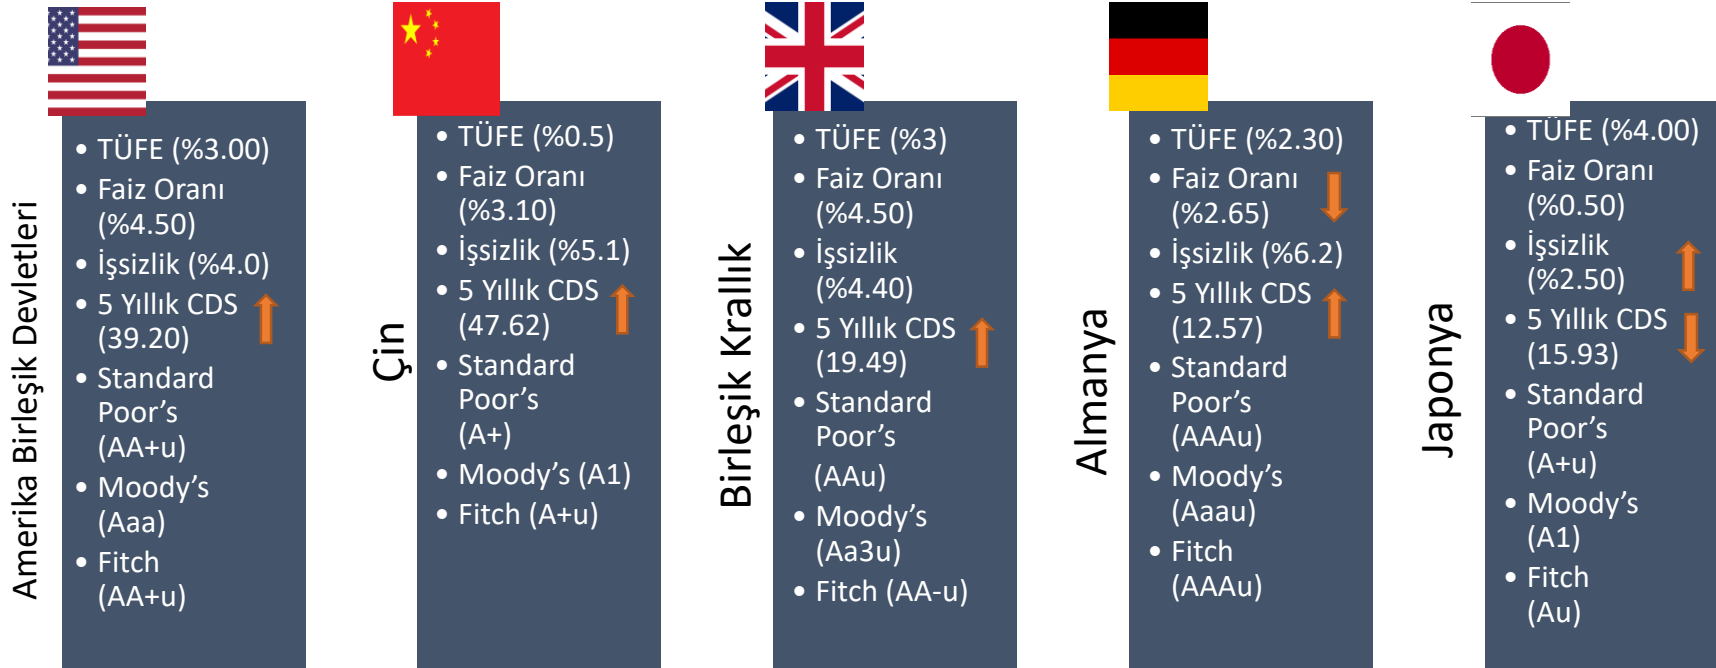 Amerika Birleşik Devletleri
• TÜFE (%3.00)
• Faiz Oranı
(%4.50)
• İşsizlik (%4.0)
• 5 Yıllık CDS
(39.20)
• Standard
Poor’s
(AA+u)
• Moody’s
(Aaa)
• Fitch
(AA+u)
Çin
• TÜFE (%0.5)
• Faiz Oranı
(%3.10)
• İşsizlik (%5.1)
• 5 Yıllık CDS
(47.62)
• Standard
Poor’s
(A+)
• Moody’s (A1)
• Fitch (A+u)
Birleşik Krallık
• TÜFE (%3)
• Faiz Oranı
(%4.50)
• İşsizlik
(%4.40)
• 5 Yıllık CDS
(19.49)
• Standard
Poor’s
(AAu)
• Moody’s
(Aa3u)
• Fitch (AA-u)
Almanya
• TÜFE (%2.30)
• Faiz Oranı
(%2.65)
• İşsizlik (%6.2)
• 5 Yıllık CDS
(12.57)
• Standard
Poor’s
(AAAu)
• Moody’s
(Aaau)
• Fitch
(AAAu)
Japonya
• TÜFE (%4.00)
• Faiz Oranı
(%0.50)
• İşsizlik
(%2.50)
• 5 Yıllık CDS
(15.93)
• Standard
Poor’s
(A+u)
• Moody’s
(A1)
• Fitch
(Au)